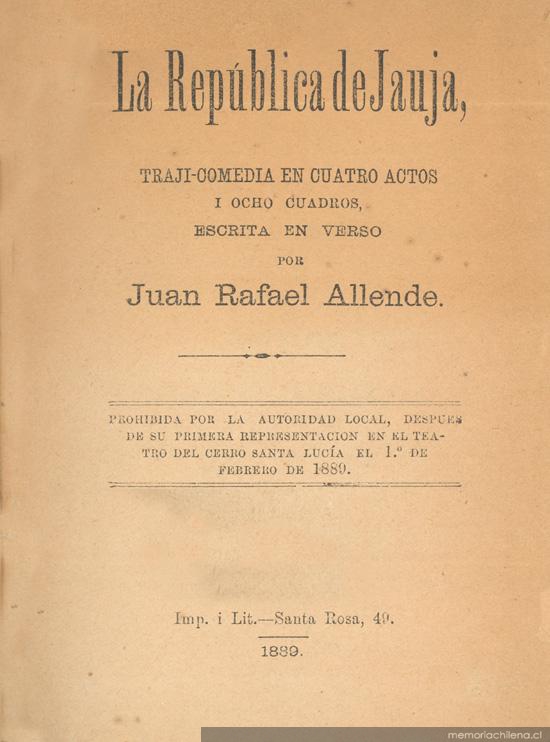 La República de Jauja,
TRAJI-COMEDIA EN CUATRO ACTOS
I OCHO CUADROS,
ESCRITA EN VERSO
POR
Juan Rafael Allende.
PROHIBIDA POR LA AUTORIDAD LOCAL, DESPUES
DE SU PRIMERA REPRESENTACION EN EL TEA-
TRO DEL CERRO SANTA LUCÍA EL 1.º DE
FEBRERO DE 1889.
Imp. i Lit.—Santa Rosa, 49.
1889.
memoriachilena.cl